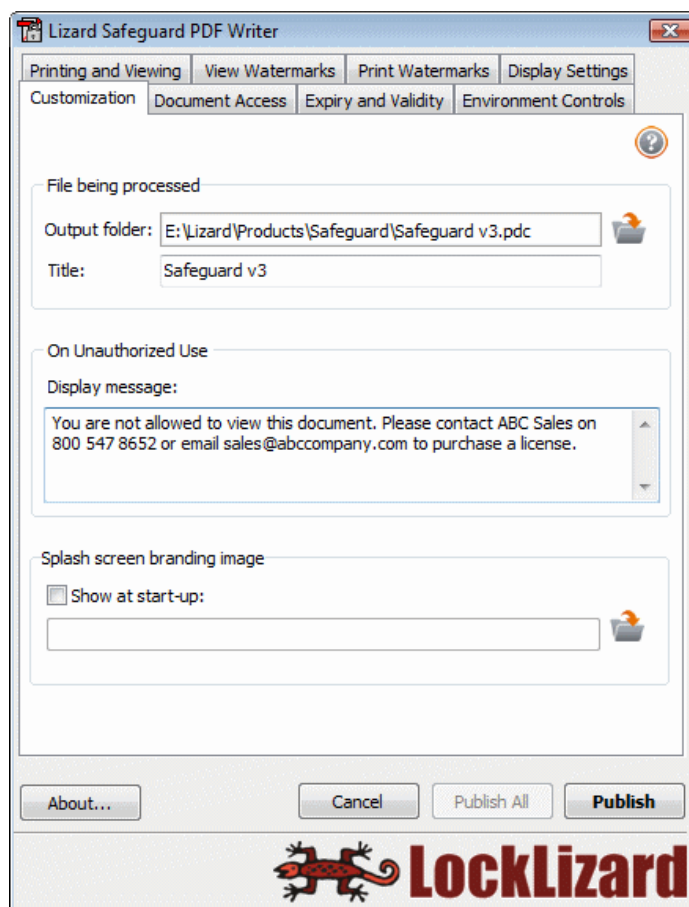 Lizard Safeguard PDF Writer
Printing and Viewing View Watermarks Print Watermarks Display Settings
Customization Document Access Expiry and Validity Environment Controls
?
File being processed
Output folder: E:\Lizard\Products\Safeguard\Safeguard v3.pdc
Title: Safeguard v3
On Unauthorized Use
Display message:
You are not allowed to view this document. Please contact ABC Sales on
800 547 8652 or email sales@abccompany.com to purchase a license.
Splash screen branding image
Show at start-up:
About... Cancel Publish All Publish
LockLizard